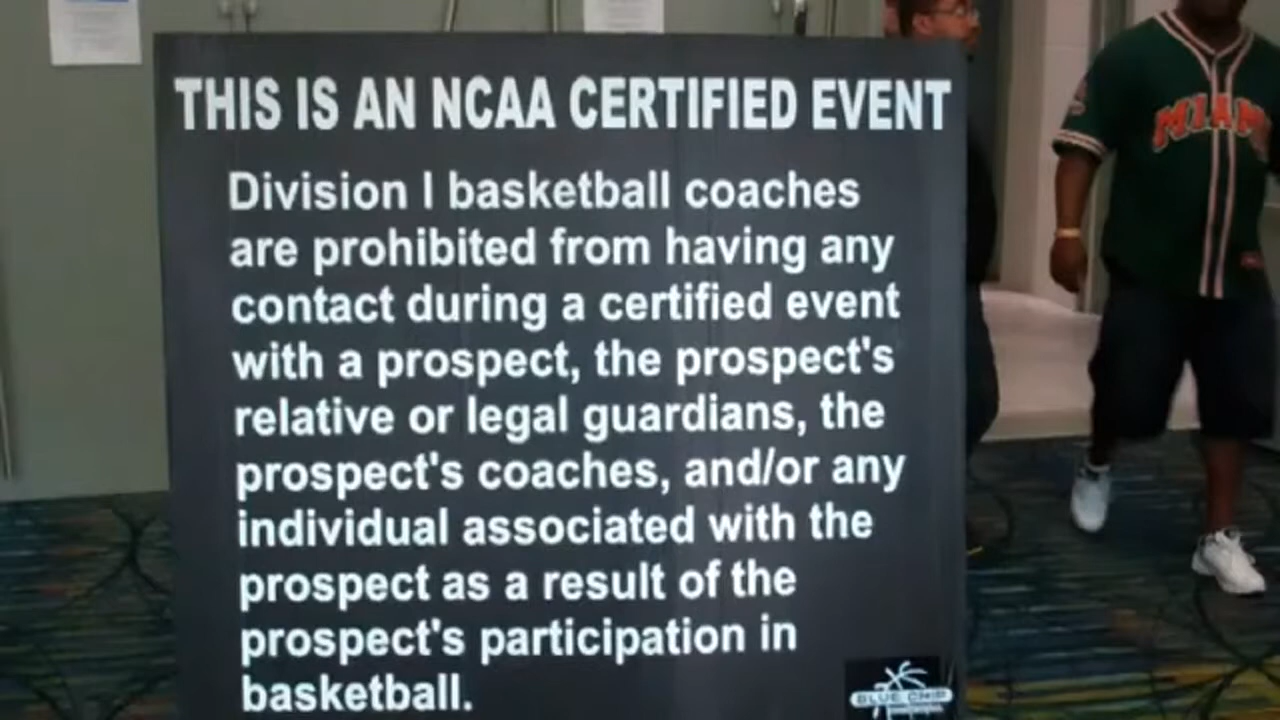 THIS IS AN NCAA CERTIFIED EVENT
Division I basketball coaches
are prohibited from having any
contact during a certified event
with a prospect, the prospect's
relative or legal guardians, the
prospect's coaches, and/or any
individual associated with the
prospect as a result of the
prospect's participation in
basketball.
BLUE CHIP
MIAMI